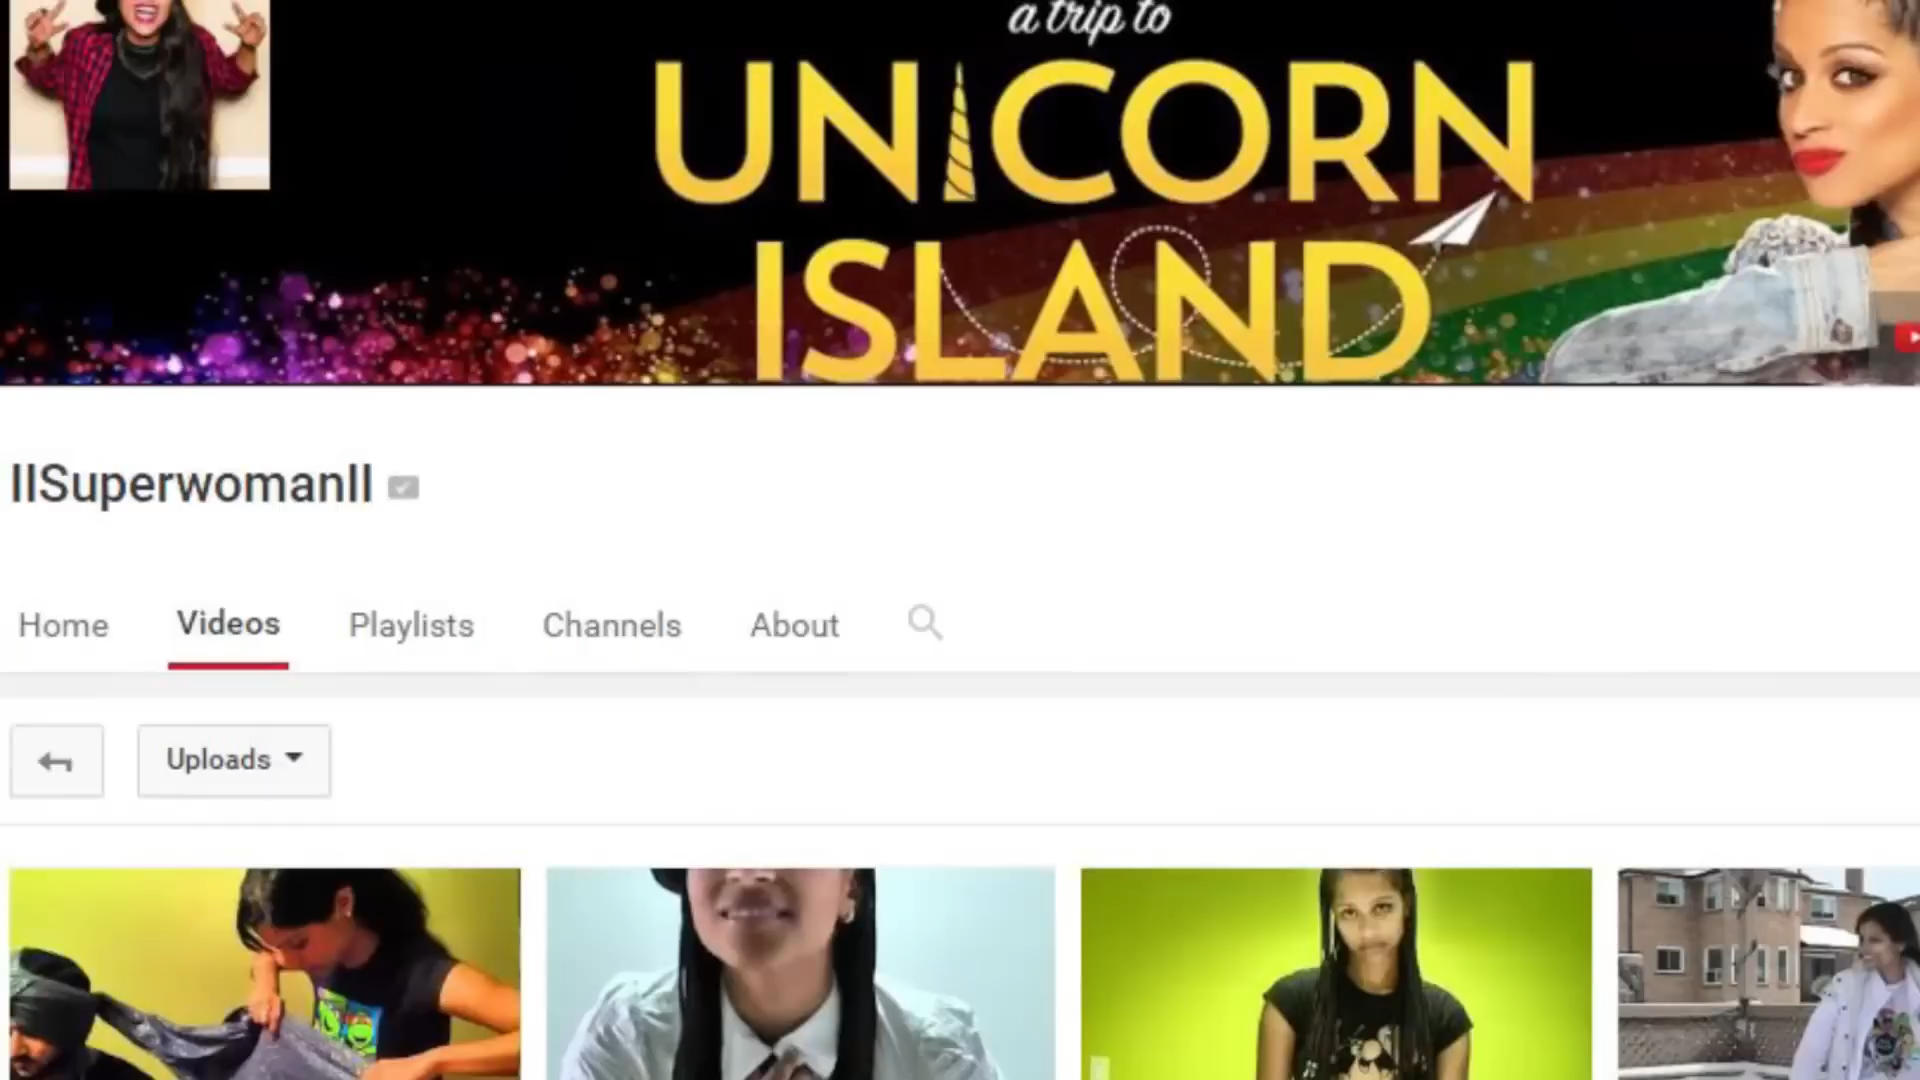 a trip to
UNICORN
ISLAND
IISuperwomanII
Home Videos Playlists Channels About
Uploads